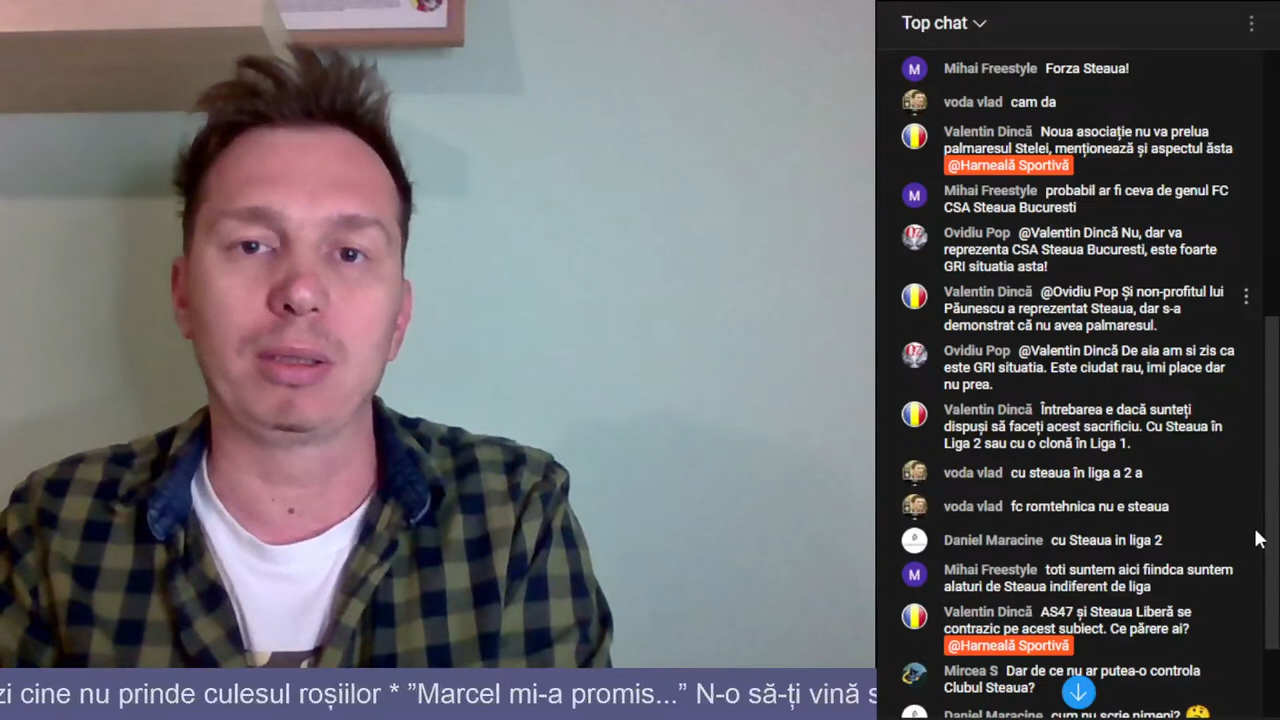 Top chat
M Mihai Freestyle Forza Steaua!
voda vlad cam da
Valentin Dincă Noua asociație nu va prelua
palmaresul Stelei, menționează și aspectul ăsta
@Harneală Sportivă
M Mihai Freestyle probabil ar fi ceva de genul FC
CSA Steaua Bucuresti
Ovidiu Pop @Valentin Dincă Nu, dar va
reprezenta CSA Steaua Bucuresti, este foarte
GRI situatia asta!
Valentin Dincă @Ovidiu Pop Și non-profitul lui
Păunescu a reprezentat Steaua, dar s-a
demonstrat că nu avea palmaresul.
Ovidiu Pop @Valentin Dincă De aia am si zis ca
este GRI situatia. Este ciudat rau, imi place dar
nu prea.
Valentin Dincă Întrebarea e dacă sunteți
dispuși să faceți acest sacrificiu. Cu Steaua în
Liga 2 sau cu o clonă în Liga 1.
voda vlad cu steaua în liga a 2 a
voda vlad fc romtehnica nu e steaua
Daniel Maracine cu Steaua in liga 2
M Mihai Freestyle toti suntem aici fiindca suntem
alaturi de Steaua indiferent de liga
Valentin Dincă AS47 și Steaua Liberă se
contrazic pe acest subiect. Ce părere ai?
@Harneală Sportivă
Mircea S Dar de ce nu ar putea-o controla
Clubul Steaua?
Daniel Maracine cum nu scrie nimeni?
zi cine nu prinde culesul roșiilor * ”Marcel mi-a promis...” N-o să-ți vină s